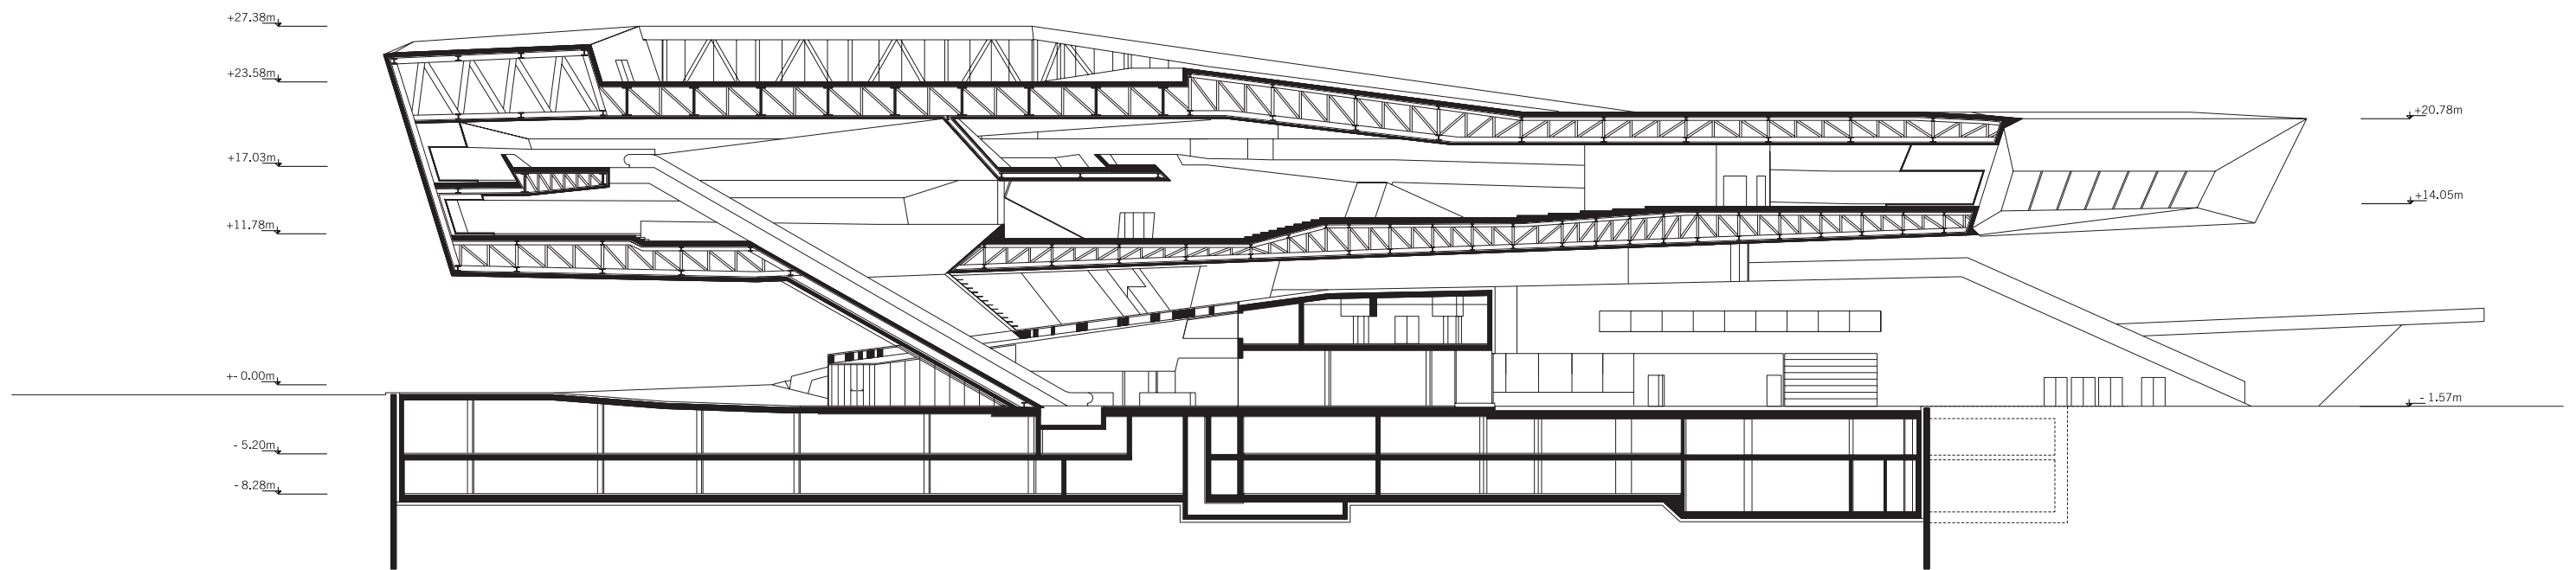 +27.38m
+23.58m
+17.03m
+11.78m
+- 0.00m
- 5.20m
- 8.28m
+20.78m
+14.05m
- 1.57m